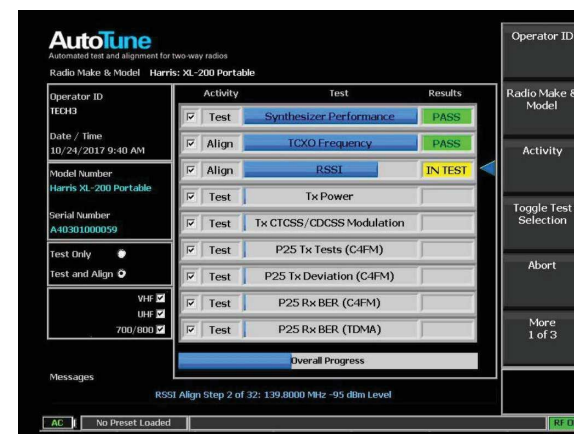 AutoTune
Automated test and alignment for two-way radios
Radio Make & Model Harris: XL-200 Portable
Operator ID
TECH3
Date / Time
10/24/2017 9:40 AM
Model Number
Harris XL-200 Portable
Serial Number
A40301000059
Test Only
Test and Align
VHF
UHF
700/800
Messages
Activity Test Results
Test Synthesizer Performance PASS
Align TCXO Frequency PASS
Align RSSI IN TEST
Test Tx Power
Test Tx CTCSS/CDCSS Modulation
Test P25 Tx Tests (C4FM)
Test P25 Tx Deviation (C4FM)
Test P25 Rx BER (C4FM)
Test P25 Rx BER (TDMA)
Overall Progress
RSSI Align Step 2 of 32: 139.8000 MHz -95 dBm Level
Operator ID
Radio Make &
Model
Activity
Toggle Test
Selection
Abort
More
1 of 3
AC No Preset Loaded
RF